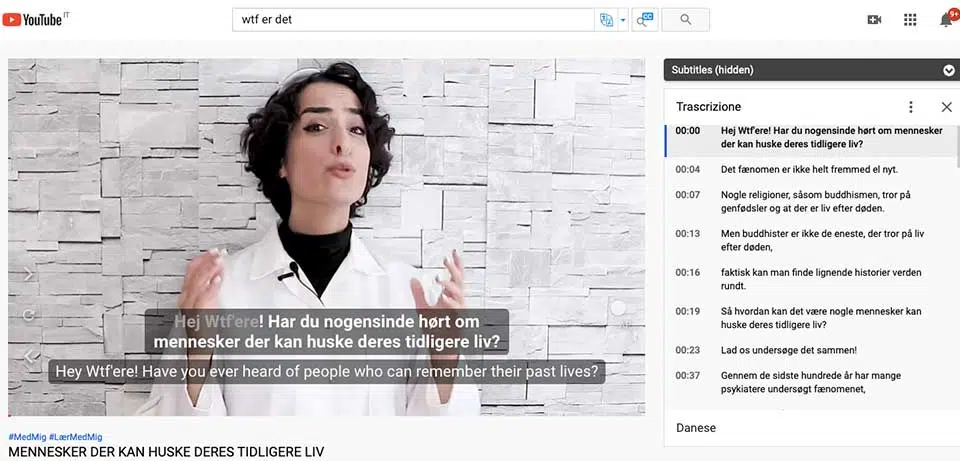 YouTube IT
wtf er det
CC
9+
Subtitles (hidden)
Trascrizione
00:00 Hej Wtf'ere! Har du nogensinde hørt om mennesker
der kan huske deres tidligere liv?
00:04 Det fænomen er ikke helt fremmed el nyt.
00:07 Nogle religioner, såsom buddhismen, tror på
genfødsler og at der er liv efter døden.
00:13 Men buddhister er ikke de eneste, der tror på liv
efter døden,
00:16 faktisk kan man finde lignende historier verden
rundt.
00:19 Så hvordan kan det være nogle mennesker kan
huske deres tidligere liv?
00:23 Lad os undersøge det sammen!
00:37 Gennem de sidste hundrede år har mange
psykiatere undersøgt fænomenet,
Danese
Hej Wtf'ere! Har du nogensinde hørt om
mennesker der kan huske deres tidligere liv?
Hey Wtf'ere! Have you ever heard of people who can remember their past lives?
#MedMig #LærMedMig
MENNESKER DER KAN HUSKE DERES TIDLIGERE LIV